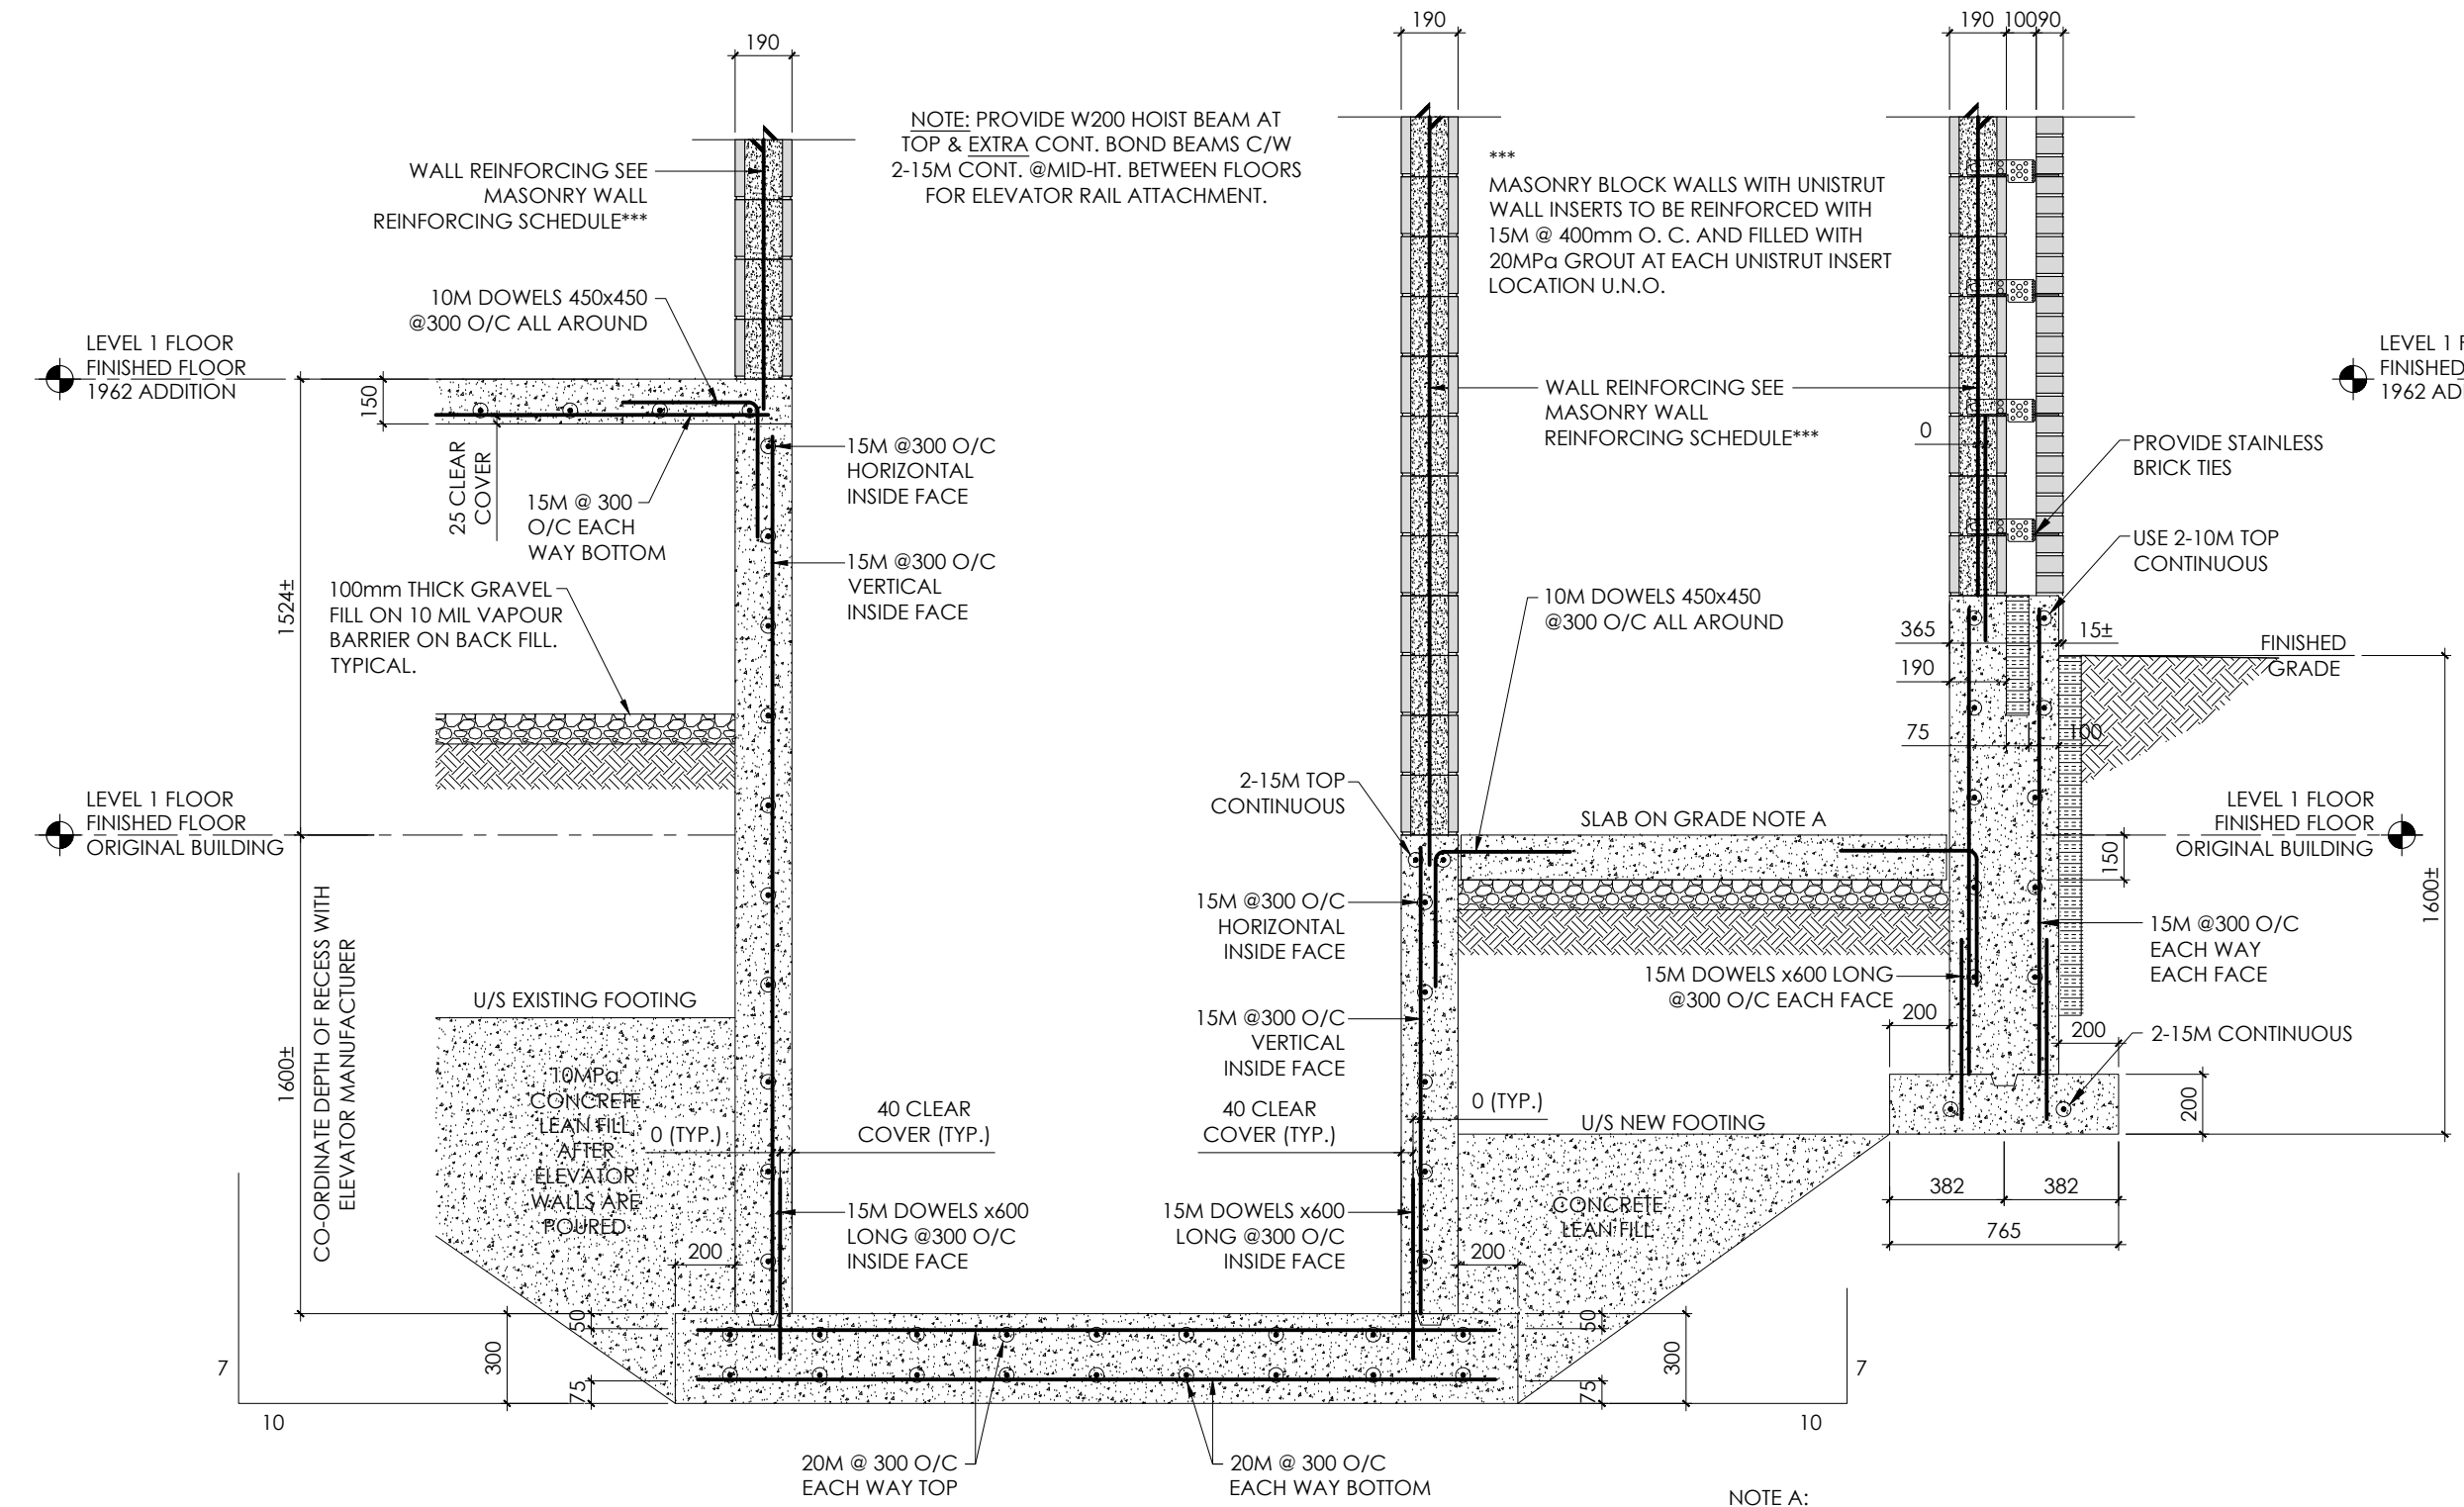 190
190
190 100 90
NOTE: PROVIDE W200 HOIST BEAM AT
TOP & EXTRA CONT. BOND BEAMS C/W
2-15M CONT. @MID-HT. BETWEEN FLOORS
FOR ELEVATOR RAIL ATTACHMENT.
WALL REINFORCING SEE
MASONRY WALL
REINFORCING SCHEDULE***
***
MASONRY BLOCK WALLS WITH UNISTRUT
WALL INSERTS TO BE REINFORCED WITH
15M @ 400mm O. C. AND FILLED WITH
20MPa GROUT AT EACH UNISTRUT INSERT
LOCATION U.N.O.
10M DOWELS 450x450
@300 O/C ALL AROUND
LEVEL 1 FLOOR
FINISHED FLOOR
1962 ADDITION
LEVEL 1 F
FINISHED
1962 AD
150
WALL REINFORCING SEE
MASONRY WALL
REINFORCING SCHEDULE***
0
PROVIDE STAINLESS
BRICK TIES
25 CLEAR
COVER
15M @300 O/C
HORIZONTAL
INSIDE FACE
15M @ 300
O/C EACH
WAY BOTTOM
15M @300 O/C
VERTICAL
INSIDE FACE
USE 2-10M TOP
CONTINUOUS
1524±
100mm THICK GRAVEL
FILL ON 10 MIL VAPOUR
BARRIER ON BACK FILL.
TYPICAL.
10M DOWELS 450x450
@300 O/C ALL AROUND
365
15±
190
FINISHED
GRADE
75
100
2-15M TOP
CONTINUOUS
LEVEL 1 FLOOR
FINISHED FLOOR
ORIGINAL BUILDING
SLAB ON GRADE NOTE A
LEVEL 1 FLOOR
FINISHED FLOOR
ORIGINAL BUILDING
150
1600±
15M @300 O/C
HORIZONTAL
INSIDE FACE
15M @300 O/C
EACH WAY
EACH FACE
15M DOWELS x600 LONG
@300 O/C EACH FACE
CO-ORDINATE DEPTH OF RECESS WITH
ELEVATOR MANUFACTURER
1600±
U/S EXISTING FOOTING
15M @300 O/C
VERTICAL
INSIDE FACE
200
200
2-15M CONTINUOUS
200
10MPa
CONCRETE
LEAN FILL
AFTER
ELEVATOR
WALLS ARE
POURED
0 (TYP.)
40 CLEAR
COVER (TYP.)
40 CLEAR
COVER (TYP.)
0 (TYP.)
U/S NEW FOOTING
382
382
765
15M DOWELS x600
LONG @300 O/C
INSIDE FACE
15M DOWELS x600
LONG @300 O/C
INSIDE FACE
CONCRETE
LEAN FILL
200
200
50
300
75
50
300
75
7
10
7
10
20M @ 300 O/C
EACH WAY TOP
20M @ 300 O/C
EACH WAY BOTTOM
NOTE A: